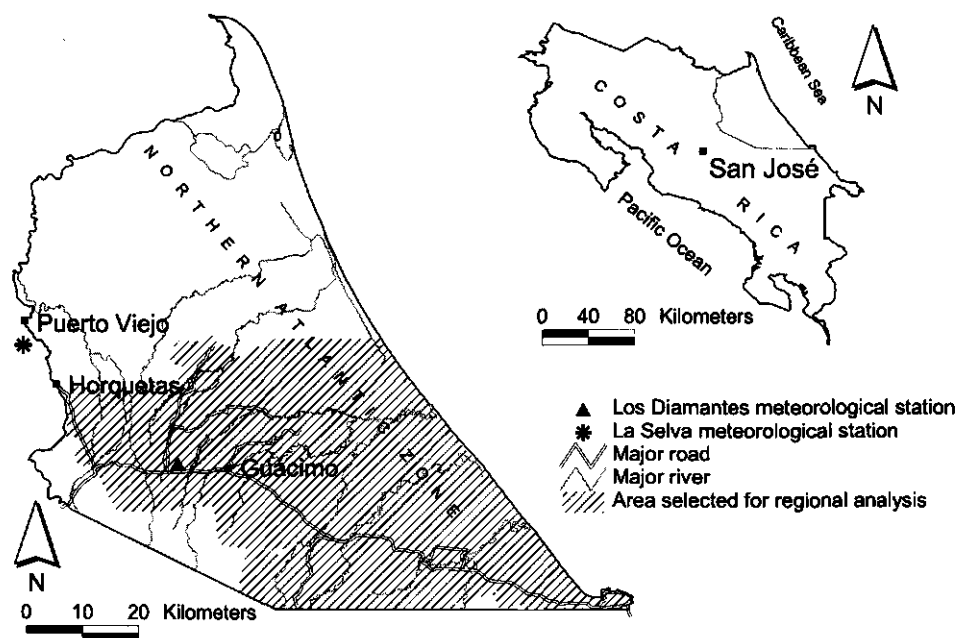 NORTHERN ATLANTIC ZONE
Puerto Viejo
Horquetas
Guácimo
N
0 10 20 Kilometers
Caribbean Sea
N
COSTA RICA
San José
Pacific Ocean
0 40 80 Kilometers
Los Diamantes meteorological station
La Selva meteorological station
Major road
Major river
Area selected for regional analysis